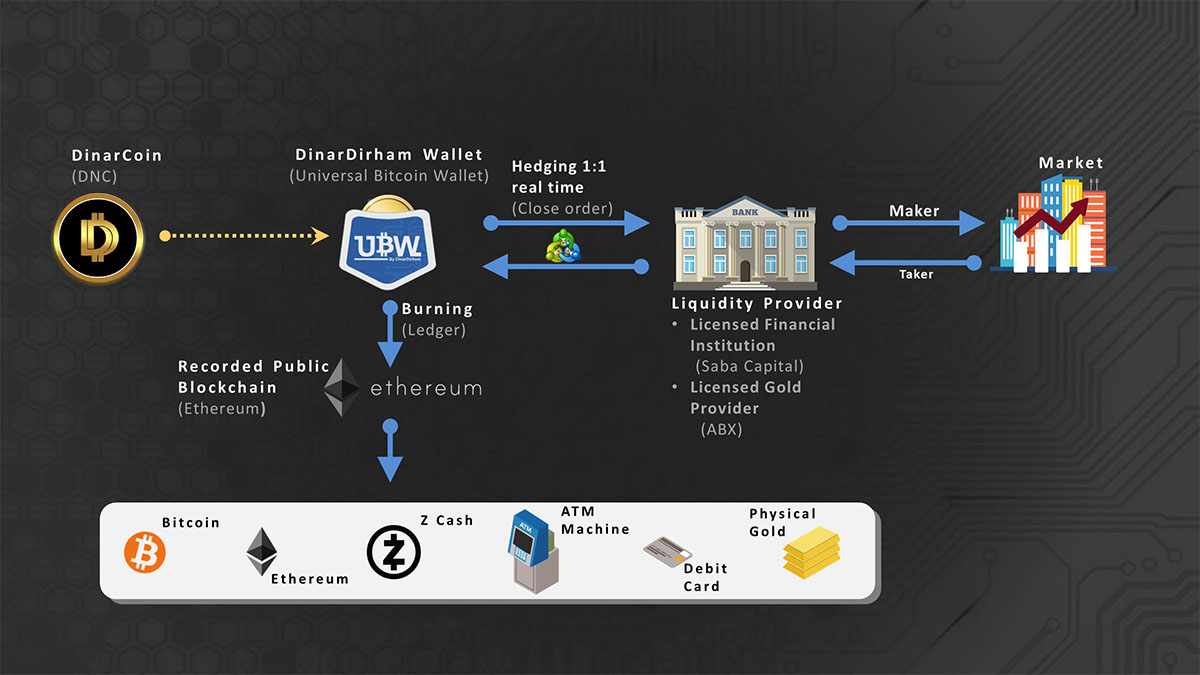 DinarCoin
(DNC)
DinarDirham Wallet
(Universal Bitcoin Wallet)
UBW
By DinarDirham
Hedging 1:1
real time
(Close order)
BANK
Maker
Taker
Market
Liquidity Provider
• Licensed Financial
Institution
(Saba Capital)
• Licensed Gold
Provider
(ABX)
Burning
(Ledger)
Recorded Public
Blockchain
(Ethereum)
ethereum
Bitcoin
Ethereum
Z Cash
ATM
ATM
Machine
Debit
Card
Physical
Gold